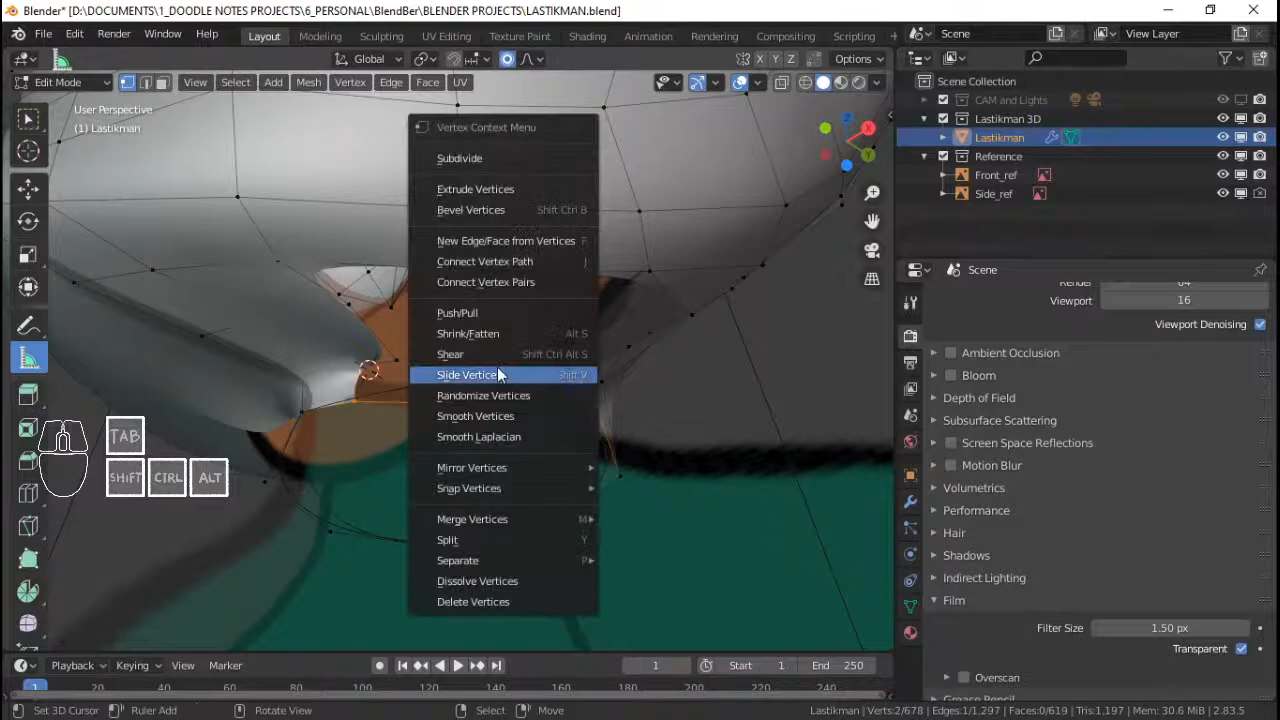 Blender* [D:\DOCUMENTS\1_DOODLE NOTES PROJECTS\6_PERSONAL\BlendBer\BLENDER PROJECTS\LASTIKMAN.blend]
File Edit Render Window Help Layout Modeling Sculpting UV Editing Texture Paint Shading Animation Rendering Compositing Scripting Scene View Layer
Global X Y Z Options
Edit Mode View Select Add Mesh Vertex Edge Face UV
User Perspective
(1) Lastikman
Scene Collection
CAM and Lights
Lastikman 3D
Lastikman
Reference
Front_ref
Side_ref
X
Y
Z
Vertex Context Menu
Subdivide
Extrude Vertices
Bevel Vertices Shift Ctrl B
New Edge/Face from Vertices F
Connect Vertex Path J
Connect Vertex Pairs
Push/Pull
Shrink/Fatten Alt S
Shear Shift Ctrl Alt S
Slide Vertice Shift V
Randomize Vertices
Smooth Vertices
Smooth Laplacian
Mirror Vertices
Snap Vertices
Merge Vertices M
Split Y
Separate P
Dissolve Vertices
Delete Vertices
TAB
SHIFT CTRL ALT
Scene
Render 64
Viewport 16
Viewport Denoising
Ambient Occlusion
Bloom
Depth of Field
Subsurface Scattering
Screen Space Reflections
Motion Blur
Volumetrics
Performance
Hair
Shadows
Indirect Lighting
Film
Filter Size 1.50 px
Transparent
Overscan
Grease Pencil
Playback Keying View Marker 1 Start 1 End 250
1 20 40 60 80 100 120 140 160 180 200 220 240
Set 3D Cursor Ruler Add Rotate View Select Move Lastikman | Verts:2/678 | Edges:1/1,297 | Faces:0/619 | Tris:1,197 | Mem: 30.6 MiB | 2.83.5